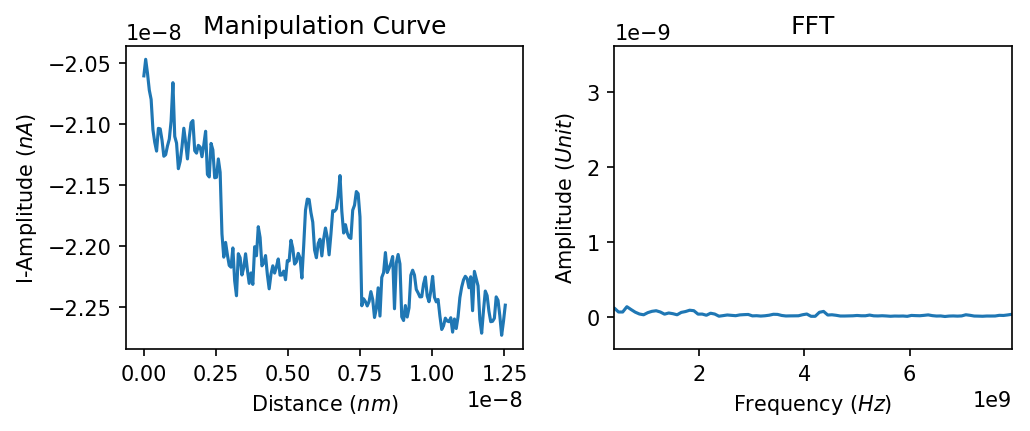 Manipulation Curve
1e−8
−2.05
−2.10
−2.15
−2.20
−2.25
I-Amplitude (nA)
0.00 0.25 0.50 0.75 1.00 1.25
1e−8
Distance (nm)
FFT
1e−9
3
2
1
0
Amplitude (Unit)
2 4 6
1e9
Frequency (Hz)